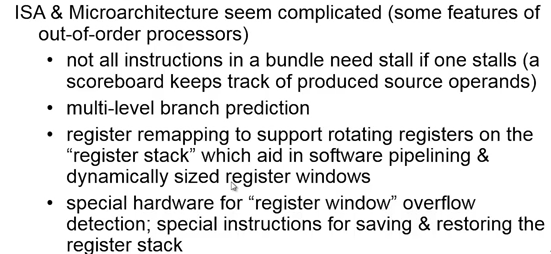 ISA & Microarchitecture seem complicated (some features of
out-of-order processors)
• not all instructions in a bundle need stall if one stalls (a
scoreboard keeps track of produced source operands)
• multi-level branch prediction
• register remapping to support rotating registers on the
“register stack” which aid in software pipelining &
dynamically sized register windows
• special hardware for “register window” overflow
detection; special instructions for saving & restoring the
register stack